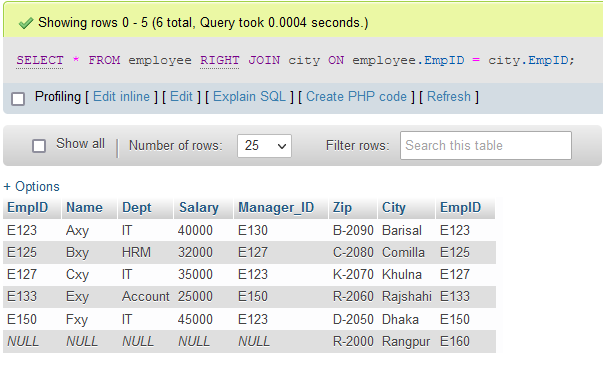 Showing rows 0 - 5 (6 total, Query took 0.0004 seconds.)
SELECT * FROM employee RIGHT JOIN city ON employee.EmpID = city.EmpID;
Profiling [ Edit inline ] [ Edit ] [ Explain SQL ] [ Create PHP code ] [ Refresh ]
Show all Number of rows: 25 Filter rows: Search this table
+ Options
EmpID Name Dept Salary Manager_ID Zip City EmpID
E123 Axy IT 40000 E130 B-2090 Barisal E123
E125 Bxy HRM 32000 E127 C-2080 Comilla E125
E127 Cxy IT 35000 E123 K-2070 Khulna E127
E133 Exy Account 25000 E150 R-2060 Rajshahi E133
E150 Fxy IT 45000 E123 D-2050 Dhaka E150
NULL NULL NULL NULL NULL R-2000 Rangpur E160